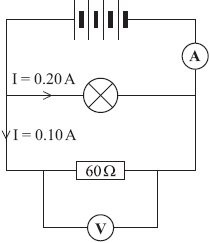 A
I = 0.20 A
I = 0.10 A
60 Ω
V